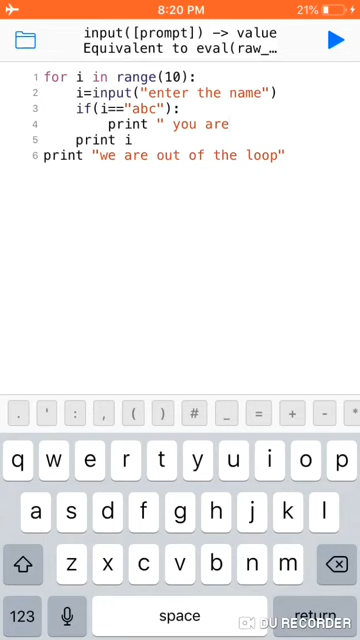 8:20 PM
21%
input([prompt]) -> value
Equivalent to eval(raw_…
1 for i in range(10):
2 i=input("enter the name")
3 if(i=="abc"):
4 print " you are
5 print i
6 print "we are out of the loop"
. ' : , ( ) # _ = + - *
q w e r t y u i o p
a s d f g h j k l
z x c v b n m
123 space return
DU RECORDER